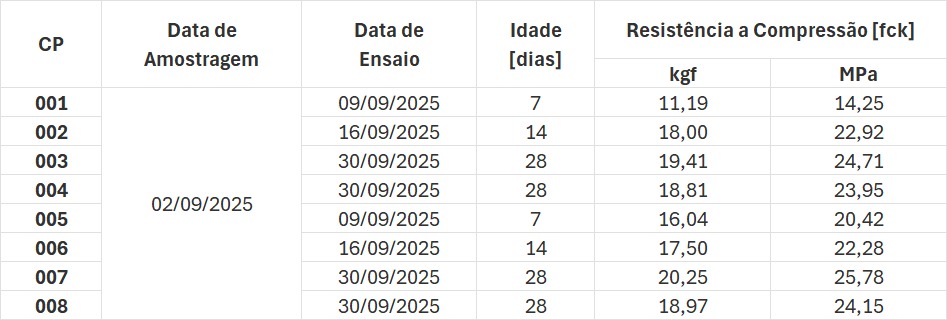 CP Data de Amostragem Data de Ensaio Idade [dias] Resistência a Compressão [fck]
kgf MPa
001 02/09/2025 09/09/2025 7 11,19 14,25
002 16/09/2025 14 18,00 22,92
003 30/09/2025 28 19,41 24,71
004 30/09/2025 28 18,81 23,95
005 09/09/2025 7 16,04 20,42
006 16/09/2025 14 17,50 22,28
007 30/09/2025 28 20,25 25,78
008 30/09/2025 28 18,97 24,15